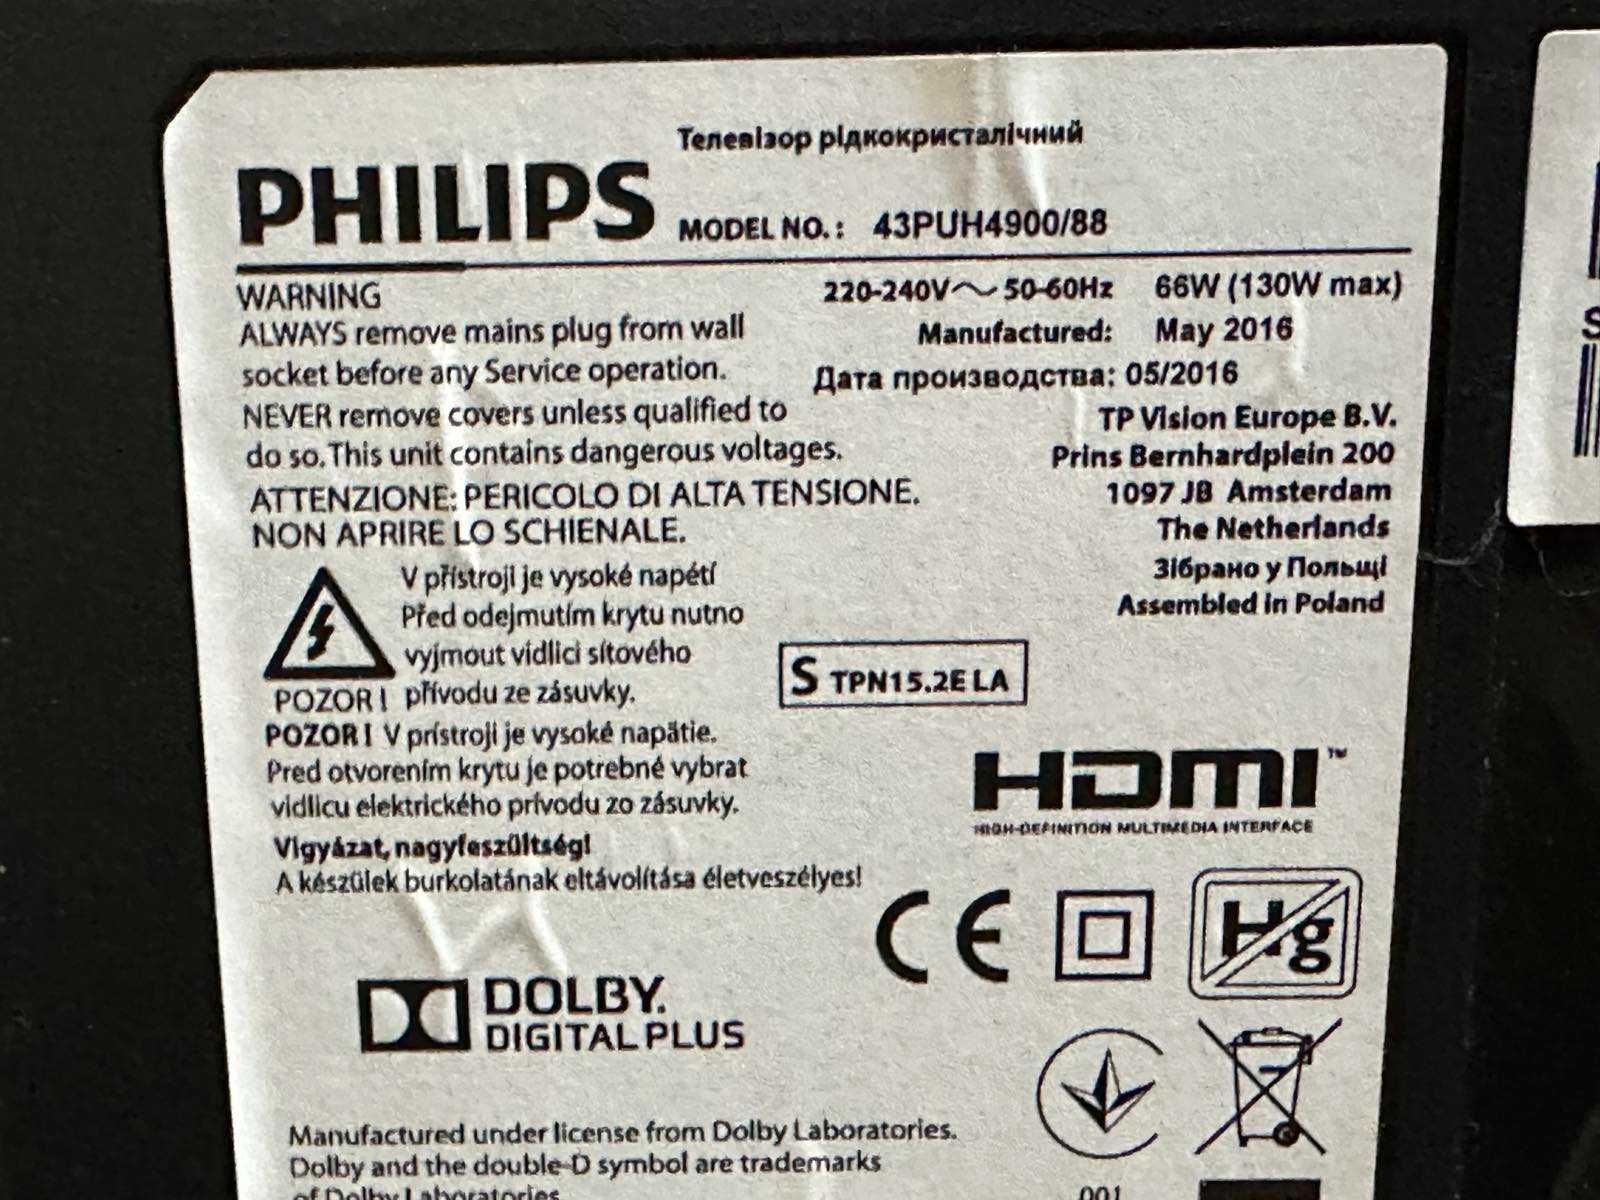 Телевізор рідкокристалічний
PHILIPS
MODEL NO.: 43PUH4900/88
WARNING
ALWAYS remove mains plug from wall
socket before any Service operation.
NEVER remove covers unless qualified to
do so. This unit contains dangerous voltages.
ATTENZIONE: PERICOLO DI ALTA TENSIONE.
NON APRIRE LO SCHIENALE.
220-240V~50-60Hz 66W (130W max)
Manufactured: May 2016
Дата производства: 05/2016
TP Vision Europe B.V.
Prins Bernhardplein 200
1097 JB Amsterdam
The Netherlands
Зібрано у Польщі
Assembled in Poland
V přístroji je vysoké napětí
Před odejmutím krytu nutno
vyjmout vidlici síťového
POZOR! přívodu ze zásuvky.
POZOR! V prístroji je vysoké napätie.
Pred otvorením krytu je potrebné vybrat
vidlicu elektrického prívodu zo zásuvky.
Vigyázat, nagyfeszültség!
A készülek burkolatának eltávolítása életveszélyes!
S TPN15.2E LA
HDMI™
HIGH-DEFINITION MULTIMEDIA INTERFACE
CE
Hg
DOLBY.
DIGITAL PLUS
Manufactured under license from Dolby Laboratories.
Dolby and the double-D symbol are trademarks
of Dolby Laboratories
001
S